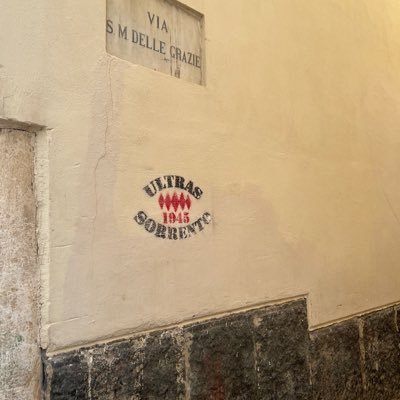 VIA
S. M DELLE GRAZIE
ULTRAS
1945
SORRENTO